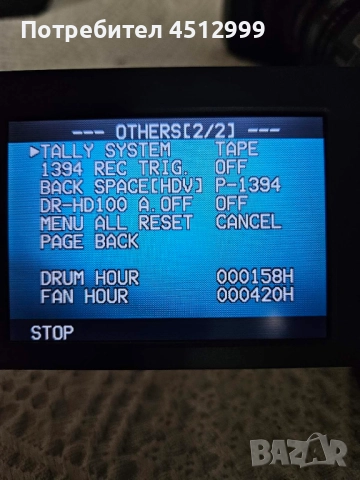 Потребител 4512999
--- OTHERS[2/2] ---
▶TALLY SYSTEM TAPE
1394 REC TRIG. OFF
BACK SPACE[HDV] P-1394
DR-HD100 A.OFF OFF
MENU ALL RESET CANCEL
PAGE BACK
DRUM HOUR 000158H
FAN HOUR 000420H
STOP
BAZAR